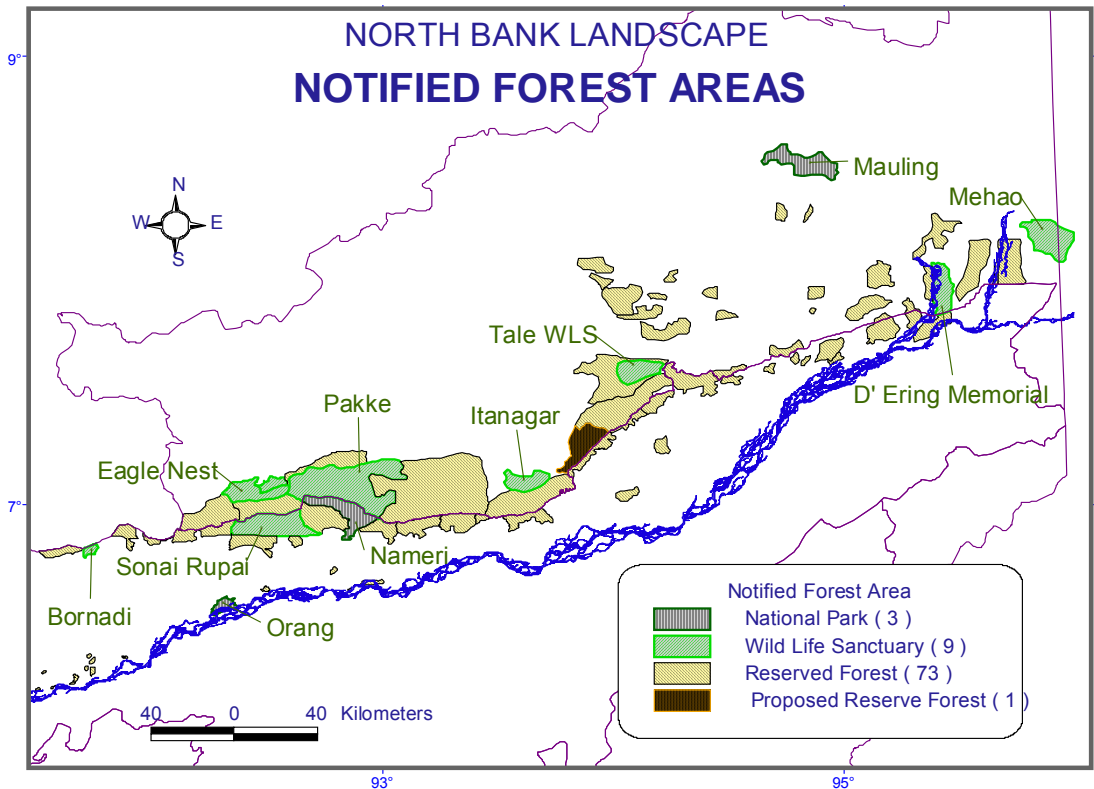 NORTH BANK LANDSCAPE
NOTIFIED FOREST AREAS
9°
N
W E
S
Mauling
Mehao
Tale WLS
D' Ering Memorial
Pakke
Itanagar
Eagle Nest
7°
Sonai Rupai
Nameri
Bornadi
Orang
Notified Forest Area
National Park ( 3 )
Wild Life Sanctuary ( 9 )
Reserved Forest ( 73 )
Proposed Reserve Forest ( 1 )
40 0 40 Kilometers
93° 95°